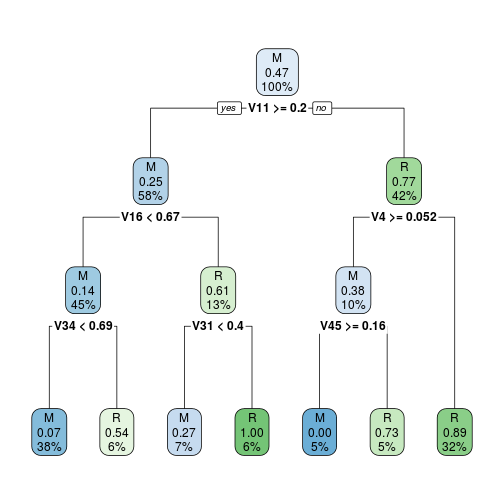 M
0.47
100%
yes V11 >= 0.2 no
M
0.25
58%
R
0.77
42%
V16 < 0.67
V4 >= 0.052
M
0.14
45%
R
0.61
13%
M
0.38
10%
V34 < 0.69
V31 < 0.4
V45 >= 0.16
M
0.07
38%
R
0.54
6%
M
0.27
7%
R
1.00
6%
M
0.00
5%
R
0.73
5%
R
0.89
32%